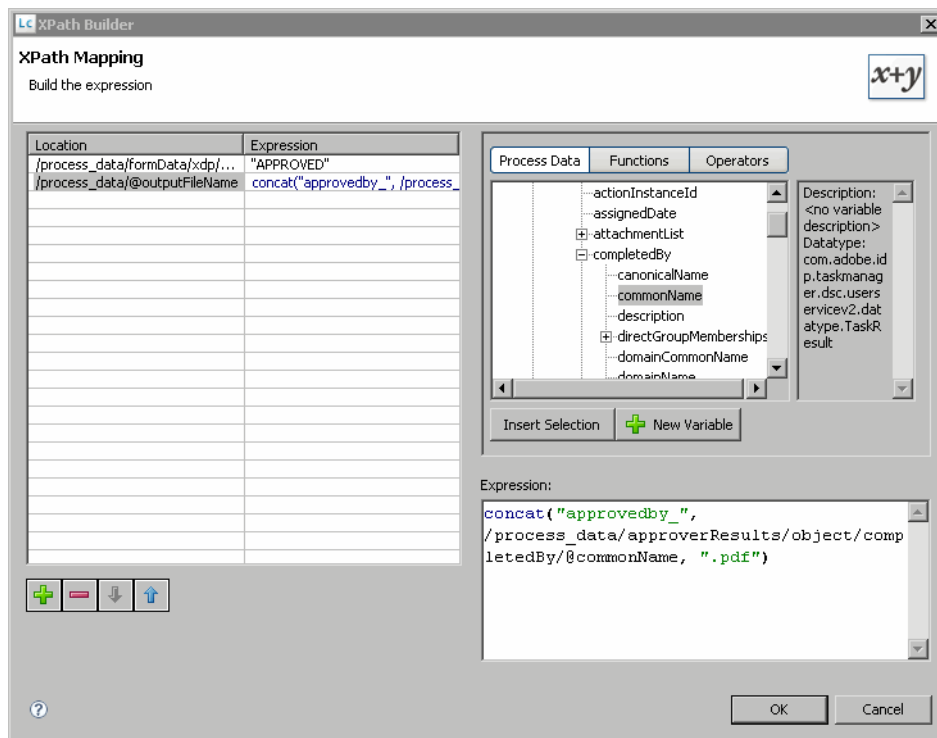 LC XPath Builder
XPath Mapping
Build the expression
x+y
Location Expression
/process_data/formData/xdp/... "APPROVED"
/process_data/@outputFileName concat("approvedby_", /process_
Process Data Functions Operators
actionInstanceId
assignedDate
attachmentList
completedBy
canonicalName
commonName
description
directGroupMemberships
domainCommonName
domainName
Description:
<no variable
description>
Datatype:
com.adobe.id
p.taskmanag
er.dsc.users
ervicev2.dat
atype.TaskR
esult
Insert Selection New Variable
Expression:
concat("approvedby_",
/process_data/approverResults/object/comp
letedBy/@commonName, ".pdf")
?
OK Cancel